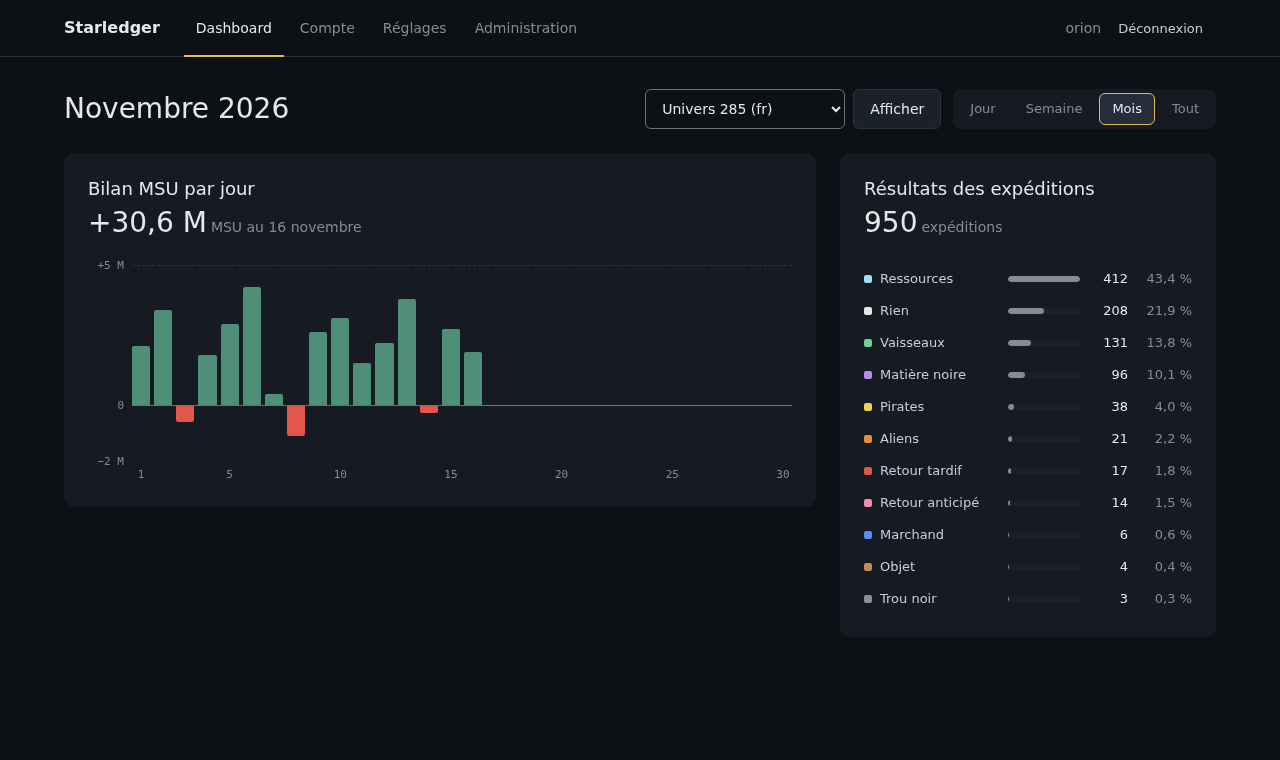 Starledger Dashboard Compte Réglages Administration orion Déconnexion
Novembre 2026 Univers 285 (fr) Afficher Jour Semaine Mois Tout
Bilan MSU par jour
+30,6 M MSU au 16 novembre
+5 M
0
−2 M
1 5 10 15 20 25 30
Résultats des expéditions
950 expéditions
Ressources 412 43,4 %
Rien 208 21,9 %
Vaisseaux 131 13,8 %
Matière noire 96 10,1 %
Pirates 38 4,0 %
Aliens 21 2,2 %
Retour tardif 17 1,8 %
Retour anticipé 14 1,5 %
Marchand 6 0,6 %
Objet 4 0,4 %
Trou noir 3 0,3 %